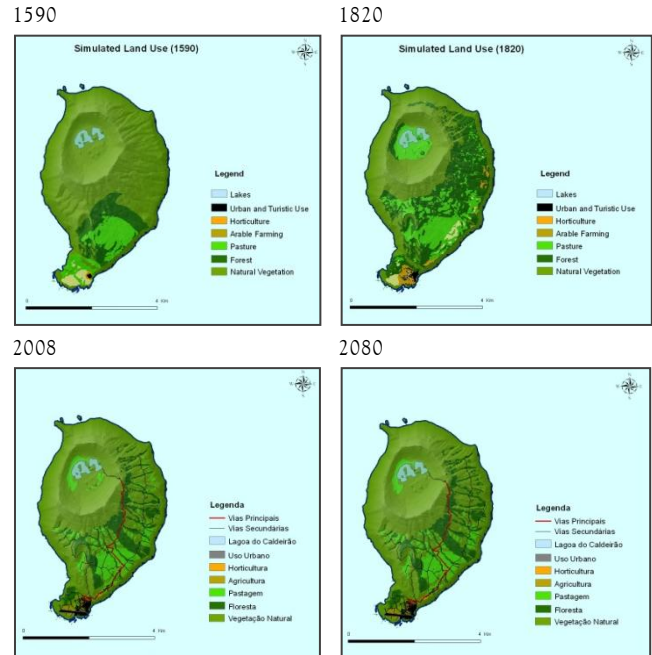 1590
1820
Simulated Land Use (1590)
Legend
Lakes
Urban and Turistic Use
Horticulture
Arable Farming
Pasture
Forest
Natural Vegetation
0 4 Km
Simulated Land Use (1820)
Legend
Lakes
Urban and Turistic Use
Horticulture
Arable Farming
Pasture
Forest
Natural Vegetation
0 4 Km
2008
2080
Legenda
Vias Principais
Vias Secundárias
Lagoa do Caldeirão
Uso Urbano
Horticultura
Agricultura
Pastagem
Floresta
Vegetação Natural
0 4 Km
Legenda
Vias Principais
Vias Secundárias
Lagoa do Caldeirão
Uso Urbano
Horticultura
Agricultura
Pastagem
Floresta
Vegetação Natural
0 4 Km